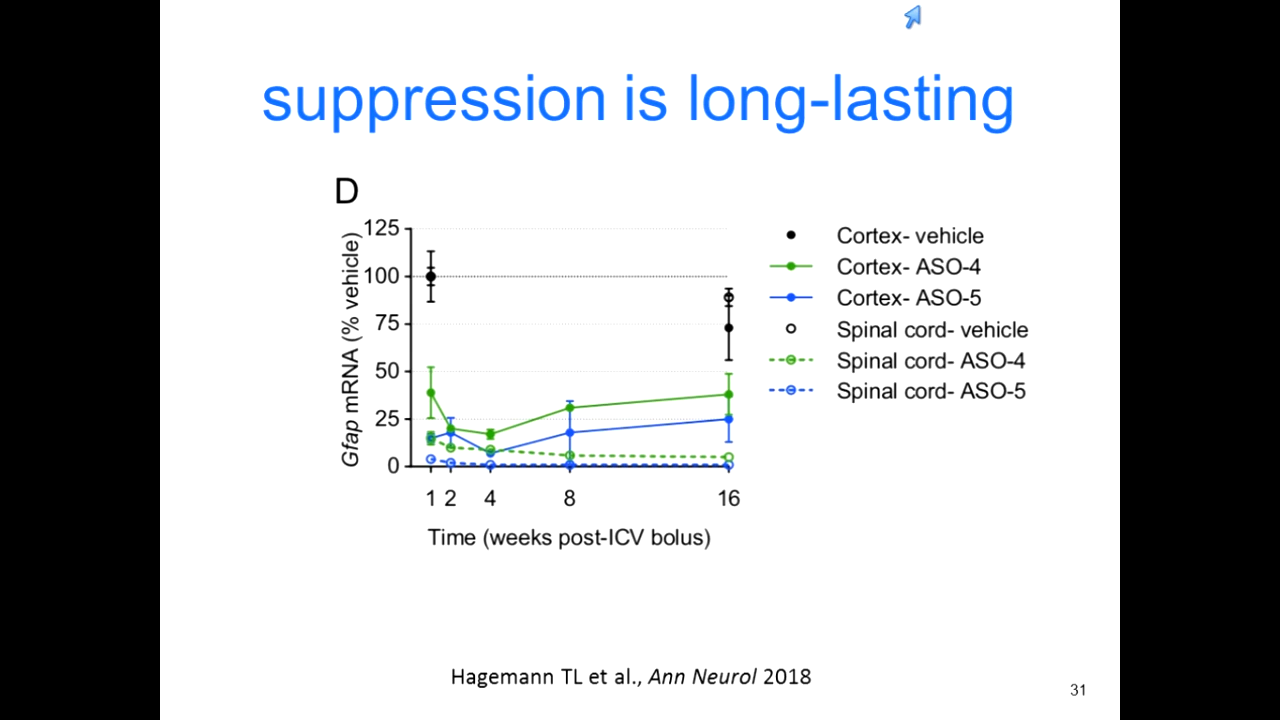 suppression is long-lasting
D
Gfap mRNA (% vehicle)
125
100
75
50
25
0
1 2 4 8 16
Time (weeks post-ICV bolus)
Cortex- vehicle
Cortex- ASO-4
Cortex- ASO-5
Spinal cord- vehicle
Spinal cord- ASO-4
Spinal cord- ASO-5
Hagemann TL et al., Ann Neurol 2018
31